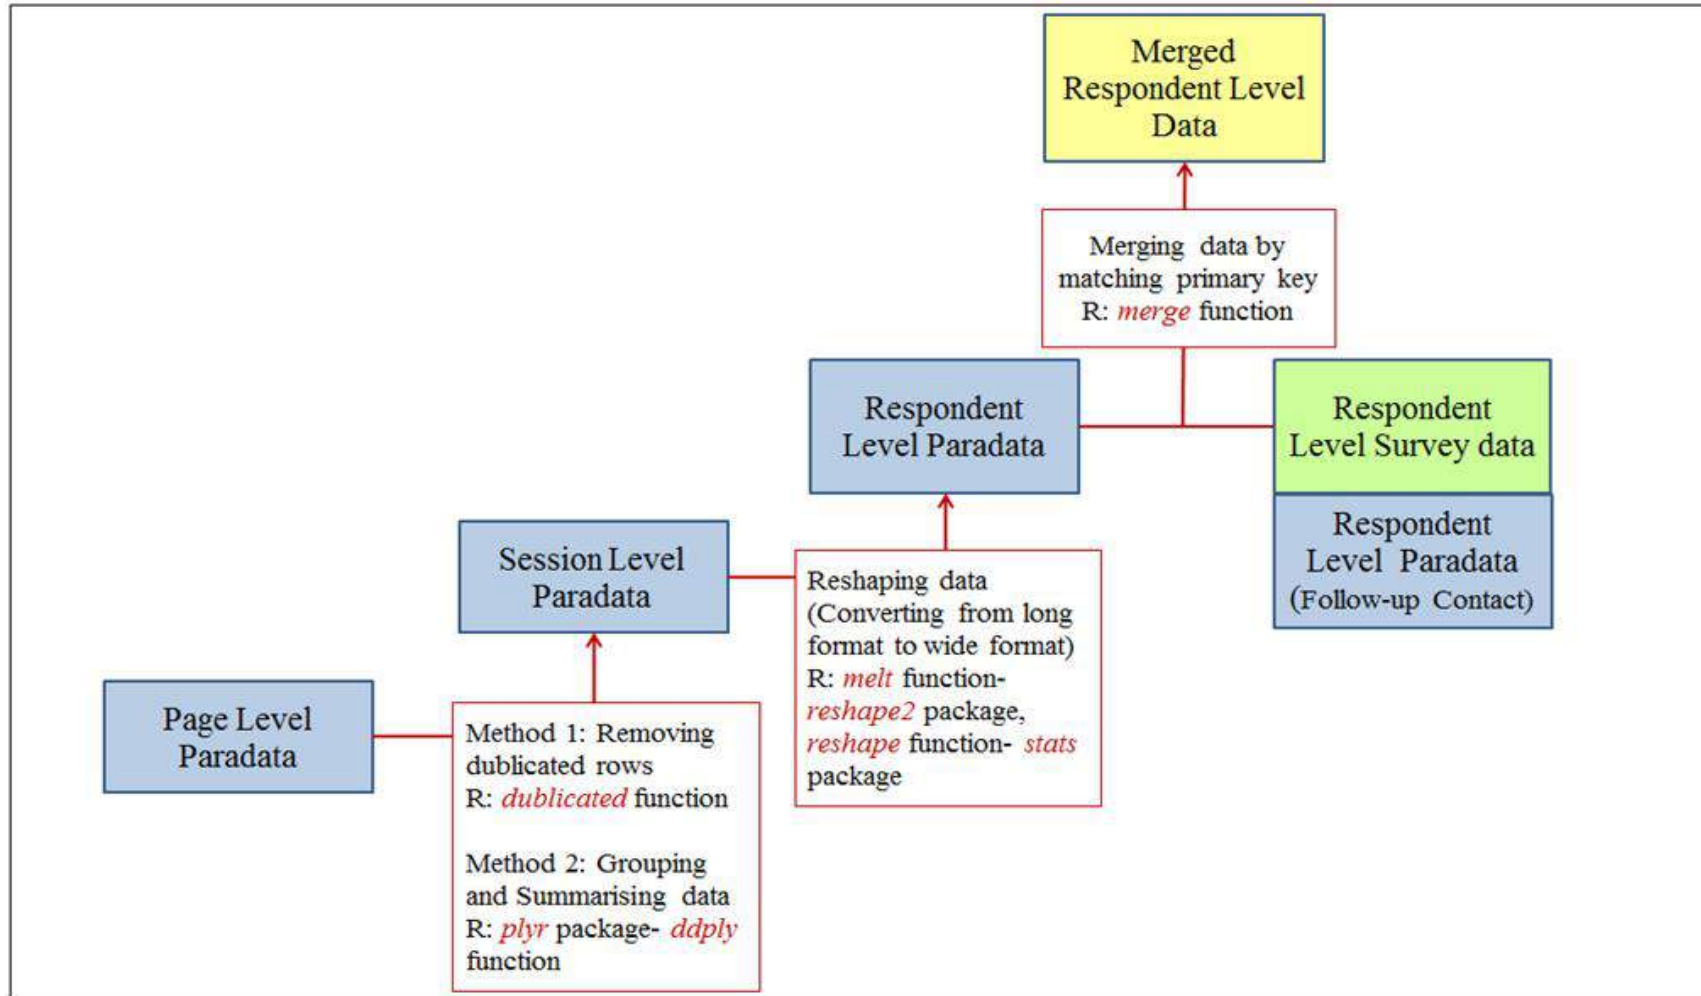 Merged
Respondent Level
Data
Merging data by
matching primary key
R: merge function
Respondent
Level Paradata
Respondent
Level Survey data
Respondent
Level Paradata
(Follow-up Contact)
Session Level
Paradata
Reshaping data
(Converting from long
format to wide format)
R: melt function-
reshape2 package,
reshape function- stats
package
Page Level
Paradata
Method 1: Removing
dublicated rows
R: dublicated function
Method 2: Grouping
and Summarising data
R: plyr package- ddply
function